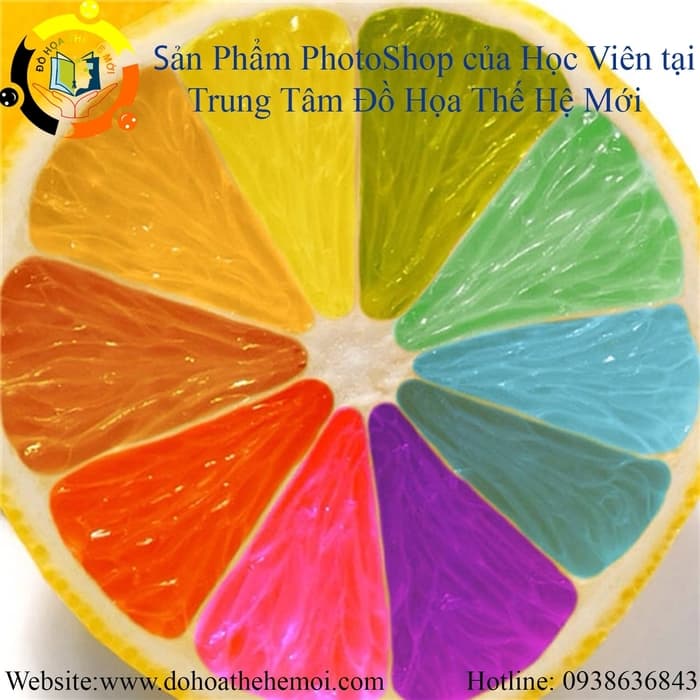 ĐỒ HỌA THẾ HỆ MỚI
Sản Phẩm PhotoShop của Học Viên tại
Trung Tâm Đồ Họa Thế Hệ Mới
Website:www.dohoathehemoi.com
Hotline: 0938636843